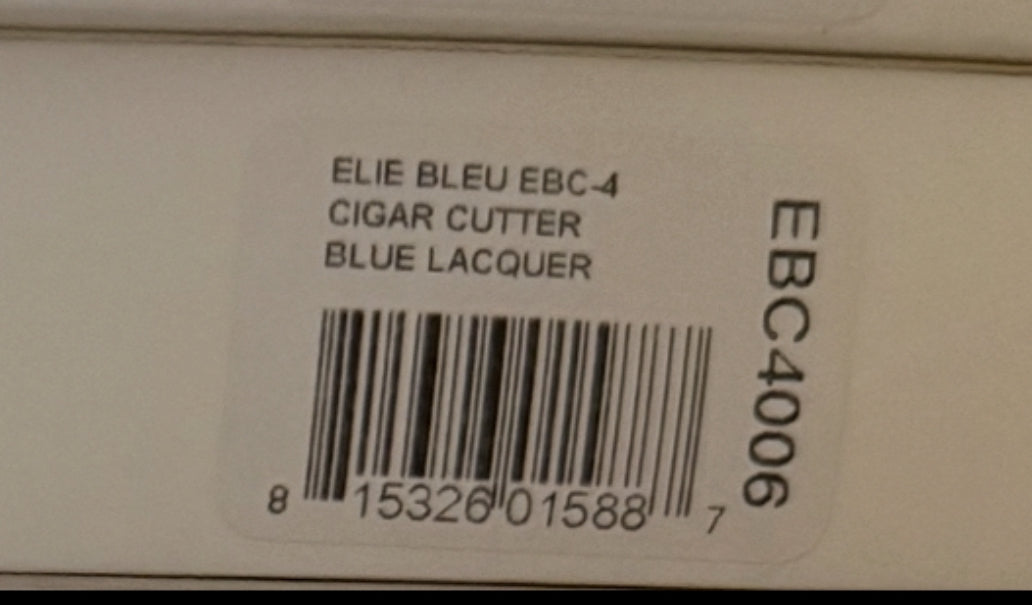 ELIE BLEU EBC-4
CIGAR CUTTER
BLUE LACQUER
8 15326 01588 7
EBC4006